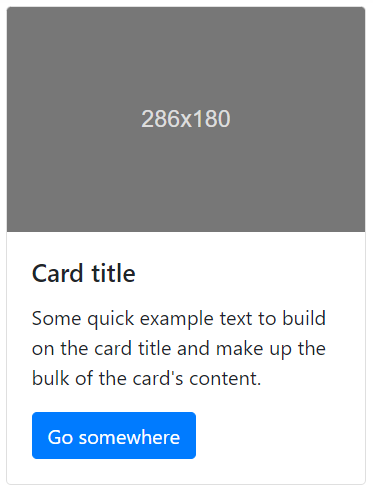 286x180
Card title
Some quick example text to build
on the card title and make up the
bulk of the card's content.
Go somewhere